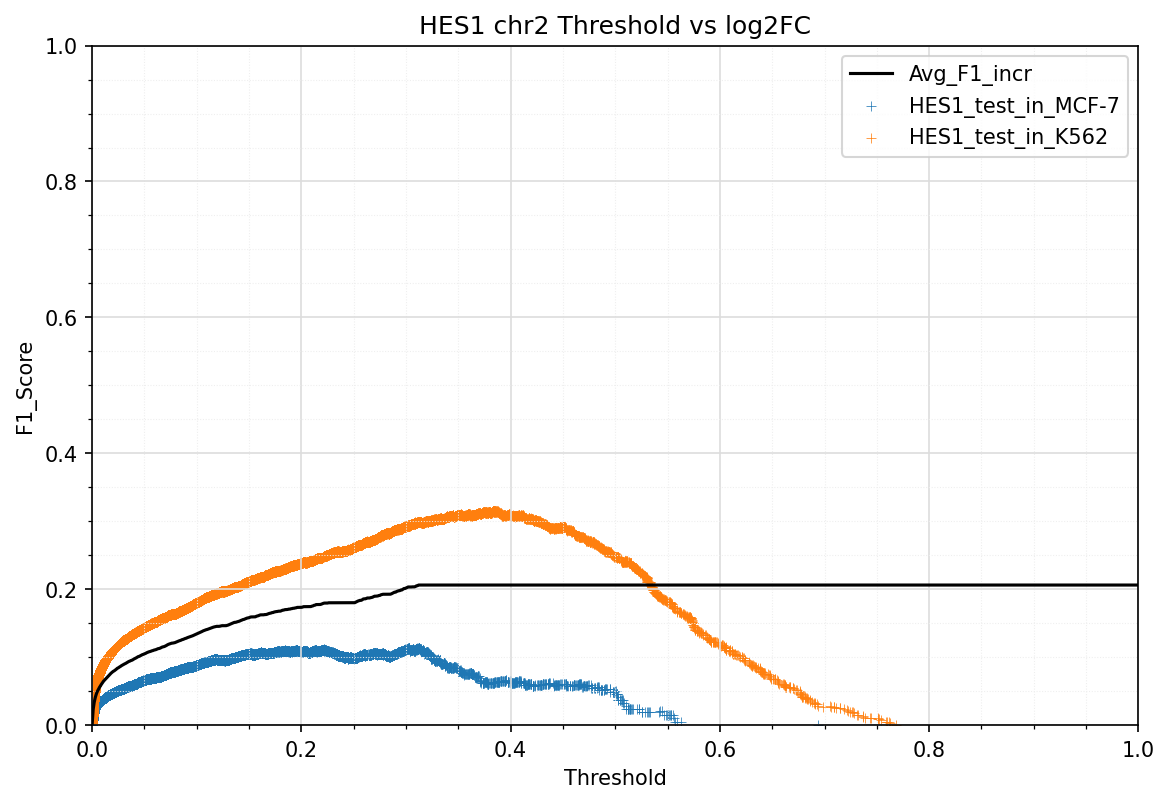 HES1 chr2 Threshold vs log2FC
Avg_F1_incr
HES1_test_in_MCF-7
HES1_test_in_K562
F1_Score
1.0
0.8
0.6
0.4
0.2
0.0
0.0 0.2 0.4 0.6 0.8 1.0
Threshold